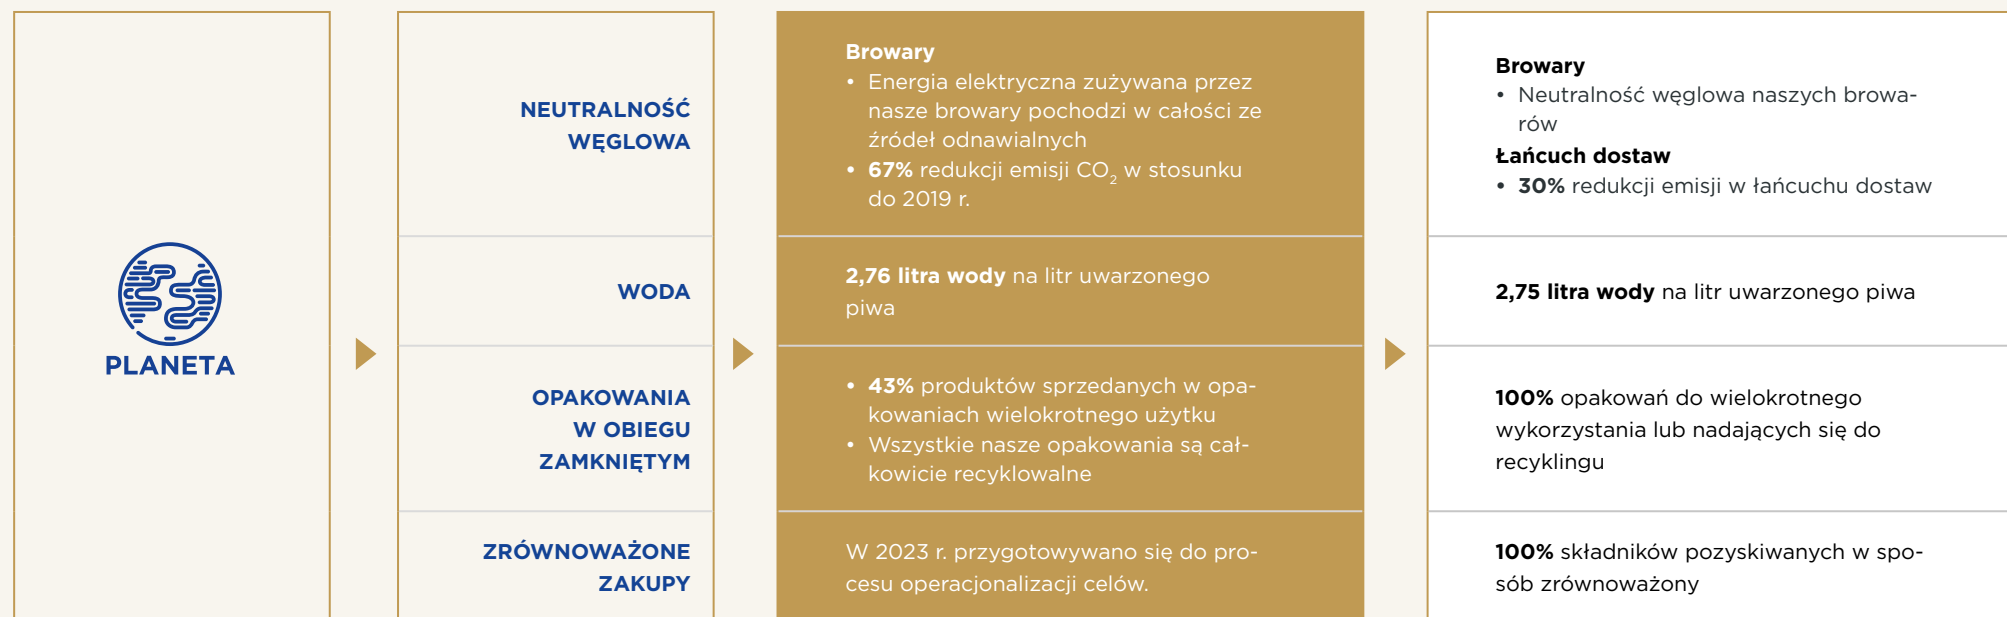 PLANETA
NEUTRALNOŚĆ
WĘGLOWA
Browary
• Energia elektryczna zużywana przez
nasze browary pochodzi w całości ze
źródeł odnawialnych
• 67% redukcji emisji CO₂ w stosunku
do 2019 r.
Browary
• Neutralność węglowa naszych browa-
rów
Łańcuch dostaw
• 30% redukcji emisji w łańcuchu dostaw
WODA
2,76 litra wody na litr uwarzonego
piwa
2,75 litra wody na litr uwarzonego piwa
OPAKOWANIA
W OBIEGU
ZAMKNIĘTYM
• 43% produktów sprzedanych w opa-
kowaniach wielokrotnego użytku
• Wszystkie nasze opakowania są cał-
kowicie recyklowalne
100% opakowań do wielokrotnego
wykorzystania lub nadających się do
recyklingu
ZRÓWNOWAŻONE
ZAKUPY
W 2023 r. przygotowywano się do pro-
cesu operacjonalizacji celów.
100% składników pozyskiwanych w spo-
sób zrównoważony